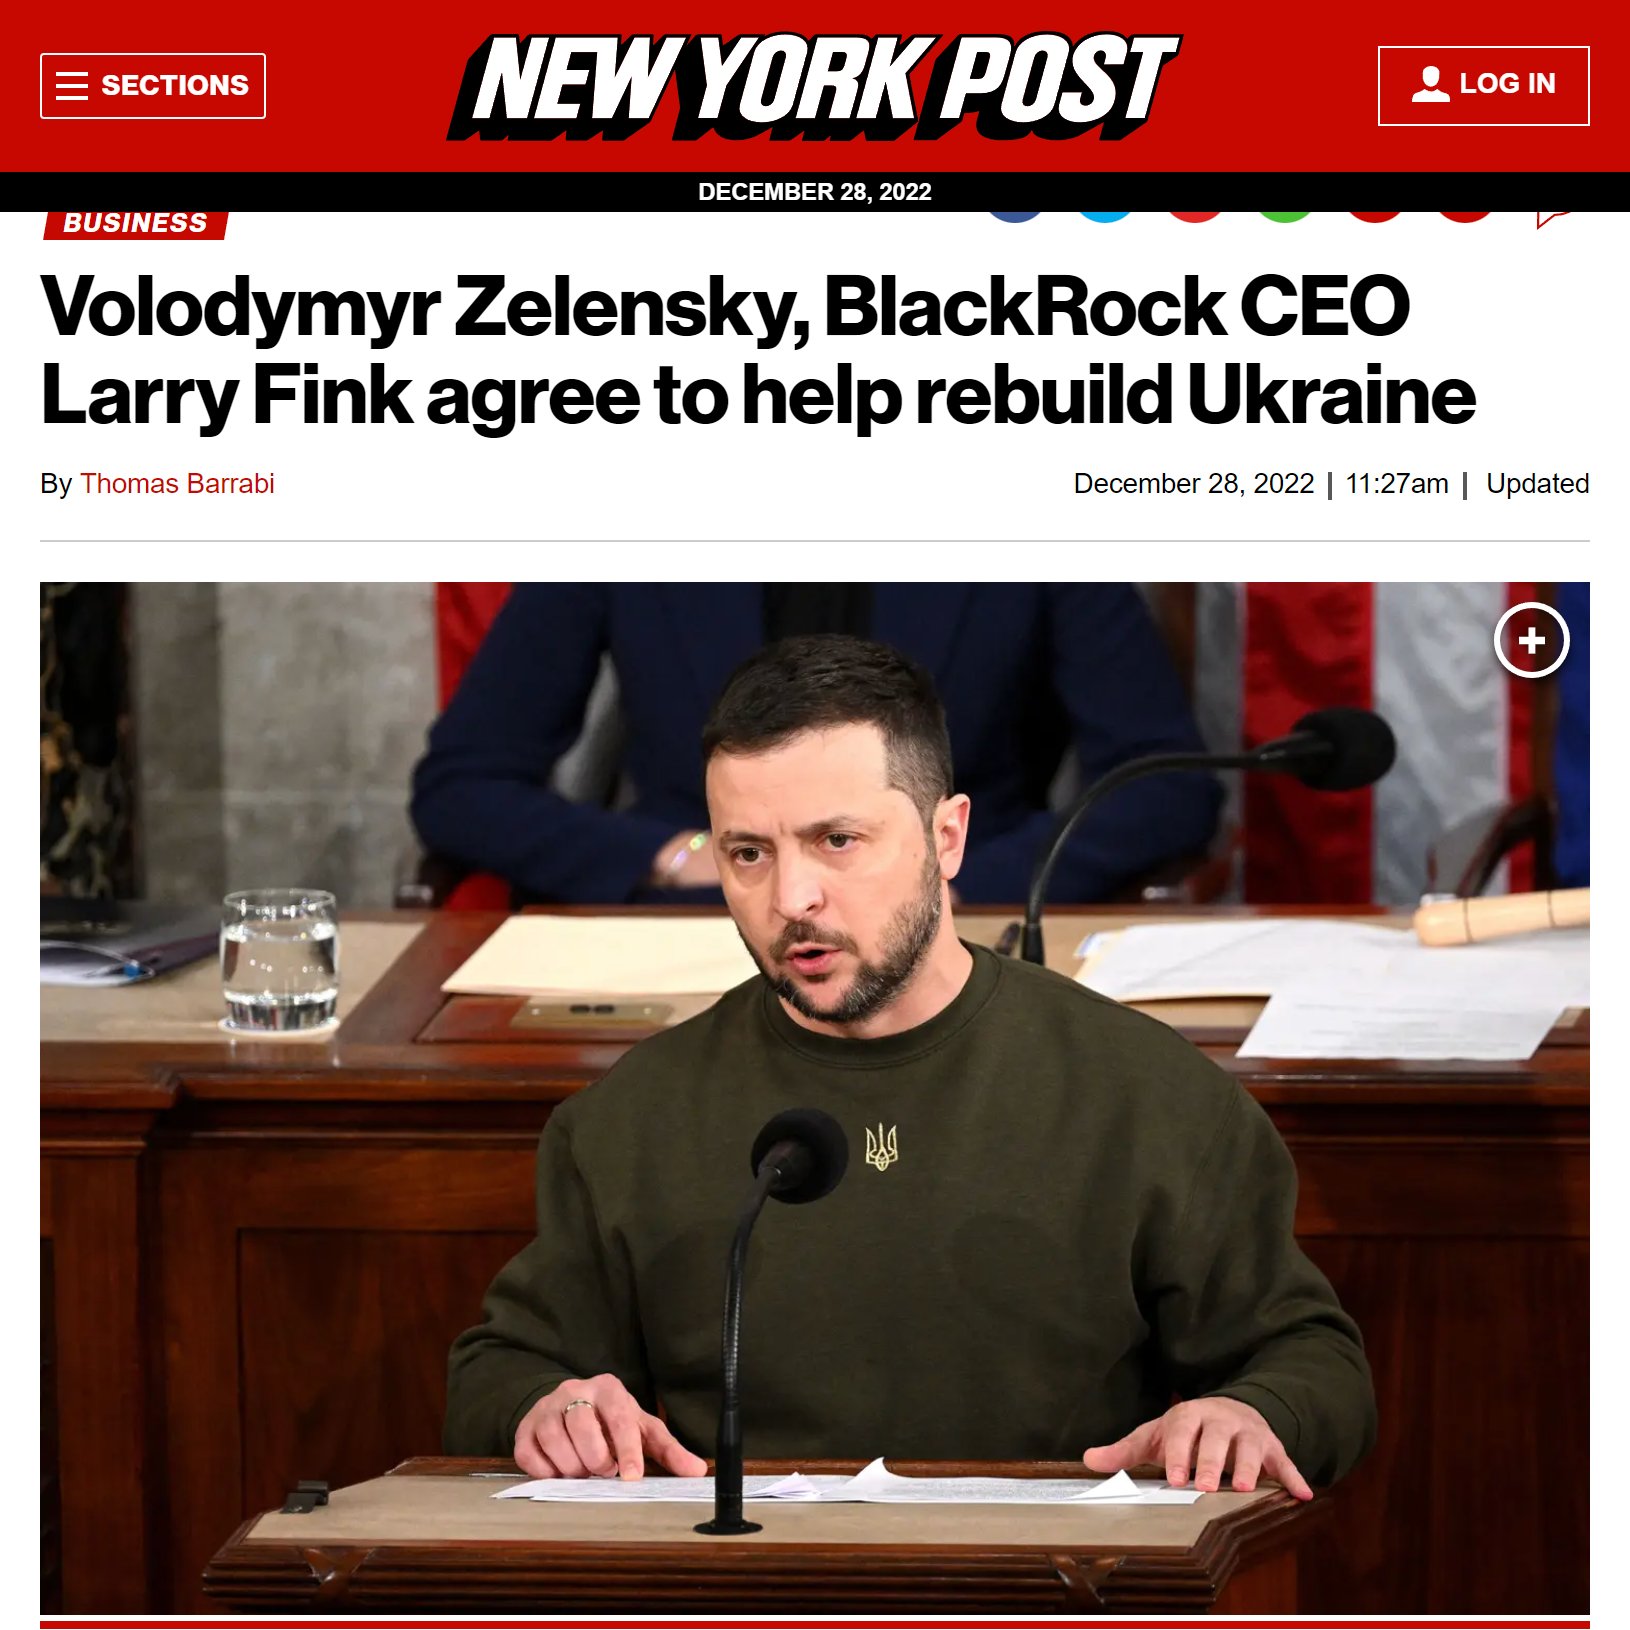 SECTIONS
NEW YORK POST
LOG IN
DECEMBER 28, 2022
BUSINESS
Volodymyr Zelensky, BlackRock CEO
Larry Fink agree to help rebuild Ukraine
By Thomas Barrabi
December 28, 2022 | 11:27am | Updated